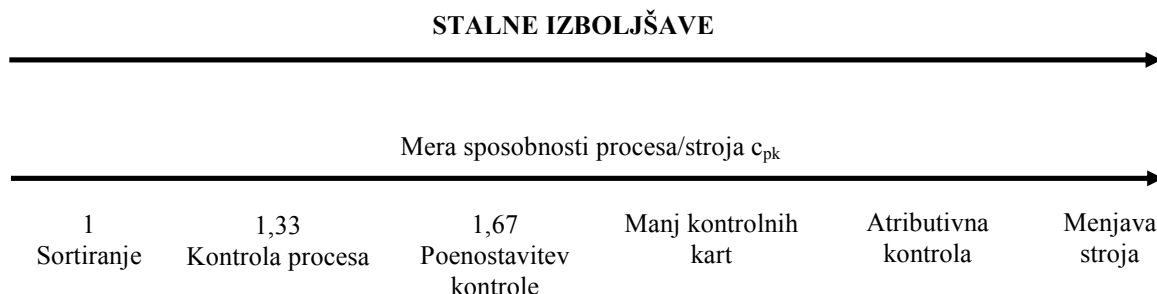 STALNE IZBOLJŠAVE
Mera sposobnosti procesa/stroja cpk
1
Sortiranje
1,33
Kontrola procesa
1,67
Poenostavitev
kontrole
Manj kontrolnih
kart
Atributivna
kontrola
Menjava
stroja